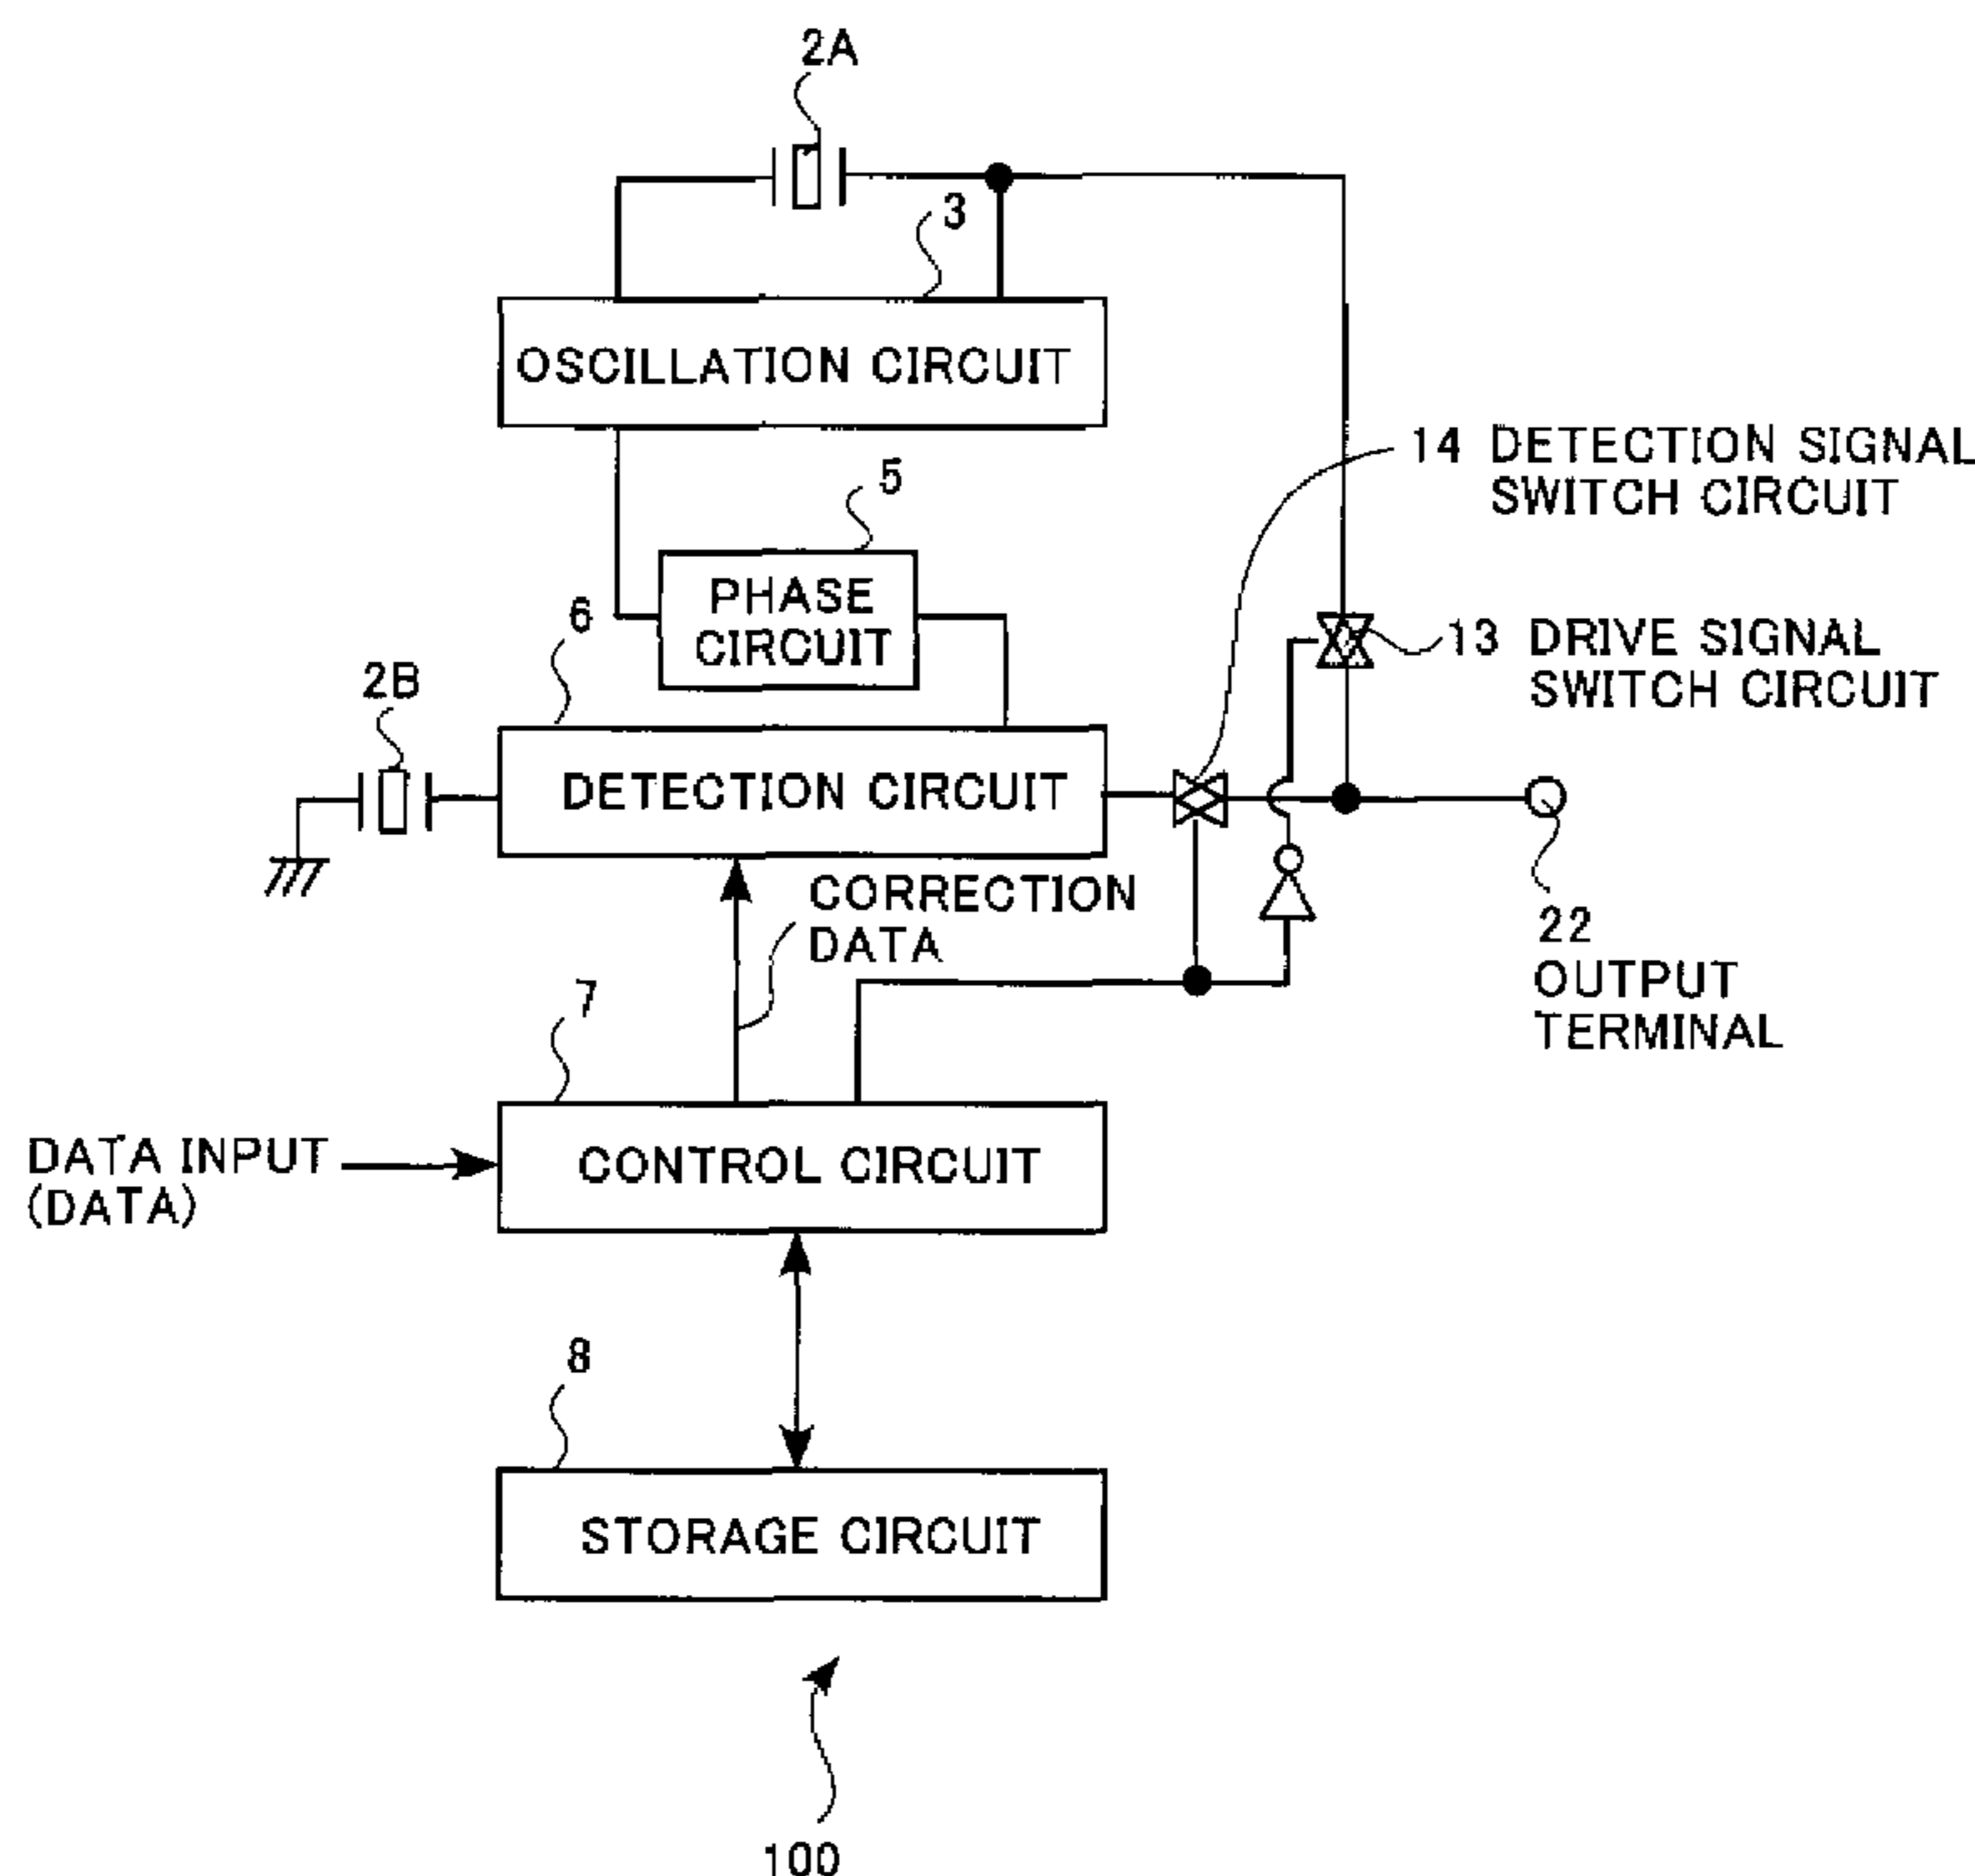 2A
3
OSCILLATION CIRCUIT
14 DETECTION SIGNAL
SWITCH CIRCUIT
5
PHASE
CIRCUIT
6
13 DRIVE SIGNAL
SWITCH CIRCUIT
2B
DETECTION CIRCUIT
CORRECTION
DATA
22
OUTPUT
TERMINAL
7
DATA INPUT
(DATA)
CONTROL CIRCUIT
8
STORAGE CIRCUIT
100